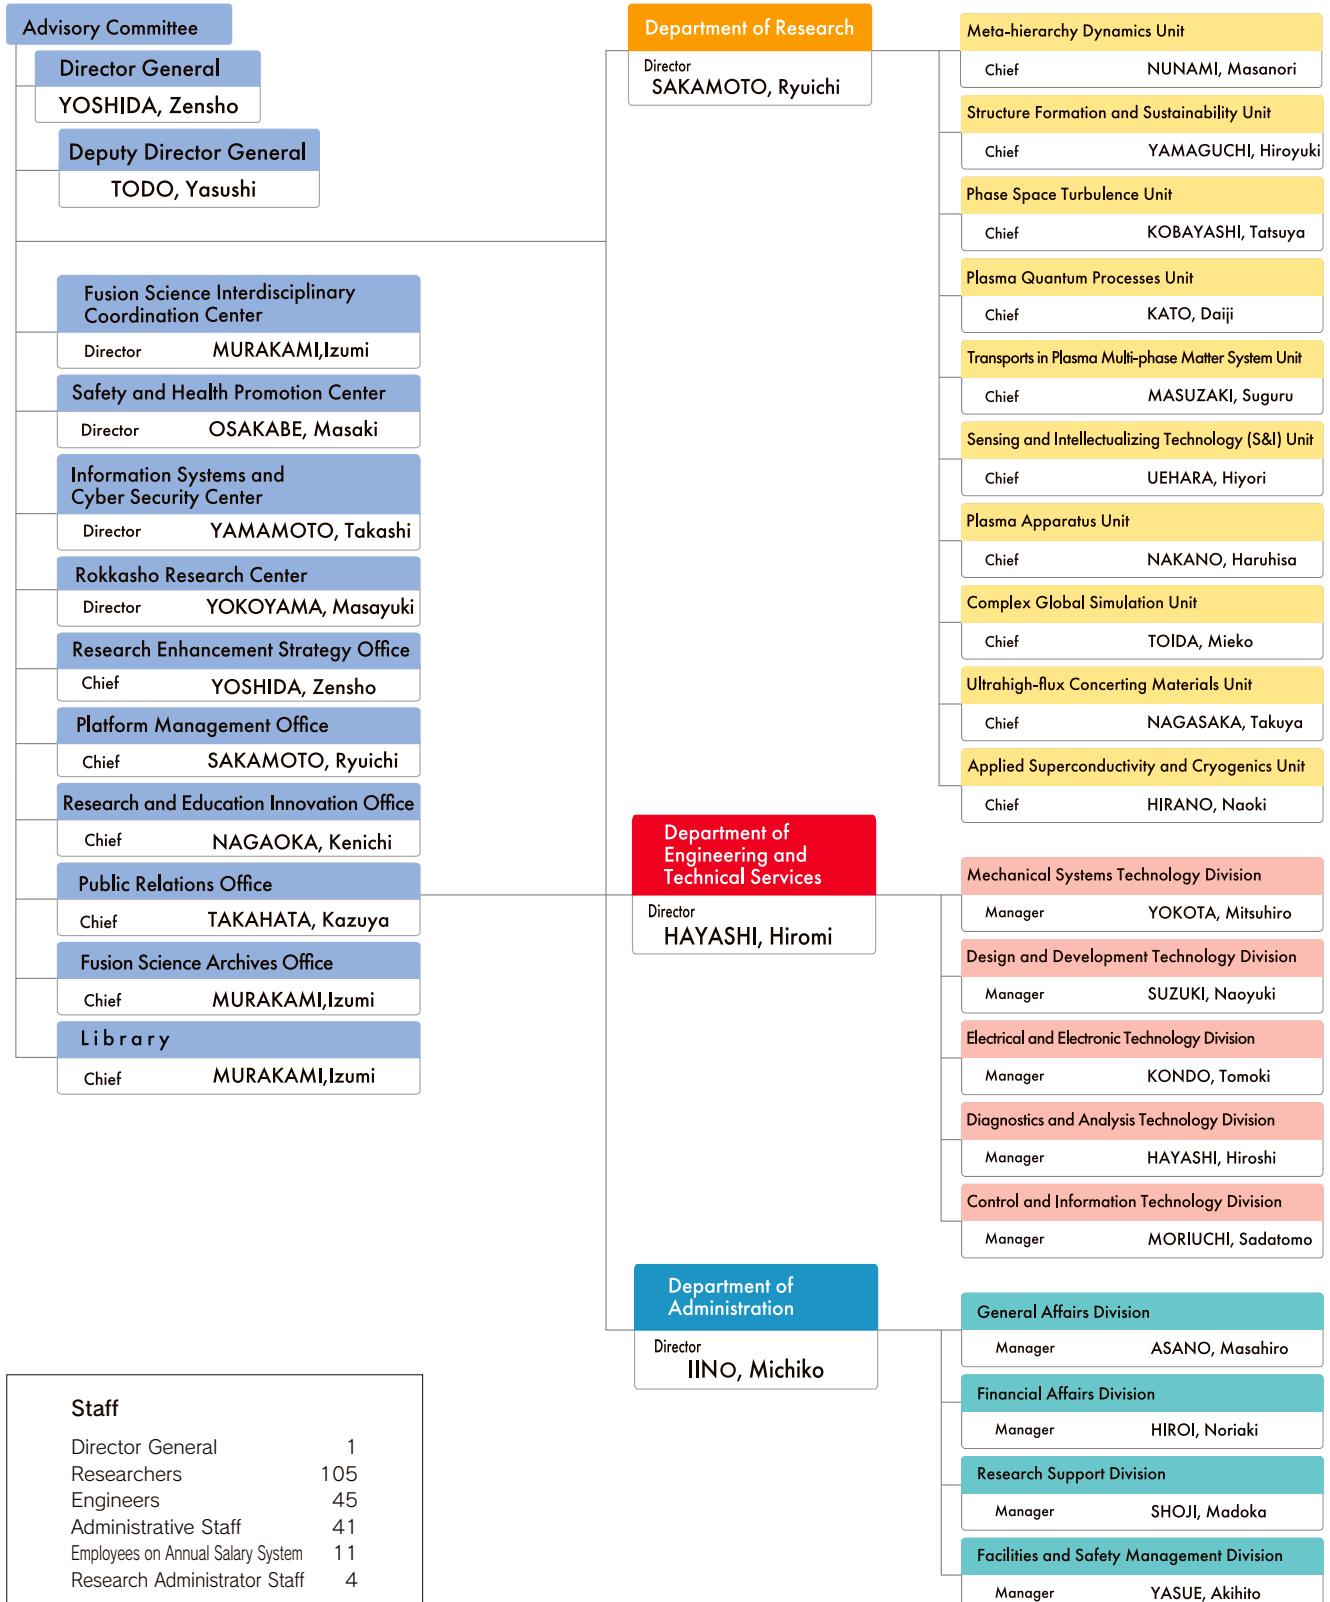 Advisory Committee
Director General
YOSHIDA, Zensho
Deputy Director General
TODO, Yasushi
Fusion Science Interdisciplinary
Coordination Center
Director MURAKAMI,Izumi
Safety and Health Promotion Center
Director OSAKABE, Masaki
Information Systems and
Cyber Security Center
Director YAMAMOTO, Takashi
Rokkasho Research Center
Director YOKOYAMA, Masayuki
Research Enhancement Strategy Office
Chief YOSHIDA, Zensho
Platform Management Office
Chief SAKAMOTO, Ryuichi
Research and Education Innovation Office
Chief NAGAOKA, Kenichi
Public Relations Office
Chief TAKAHATA, Kazuya
Fusion Science Archives Office
Chief MURAKAMI,Izumi
Library
Chief MURAKAMI,Izumi
Department of Research
Director
SAKAMOTO, Ryuichi
Meta-hierarchy Dynamics Unit
Chief NUNAMI, Masanori
Structure Formation and Sustainability Unit
Chief YAMAGUCHI, Hiroyuki
Phase Space Turbulence Unit
Chief KOBAYASHI, Tatsuya
Plasma Quantum Processes Unit
Chief KATO, Daiji
Transports in Plasma Multi-phase Matter System Unit
Chief MASUZAKI, Suguru
Sensing and Intellectualizing Technology (S&I) Unit
Chief UEHARA, Hiyori
Plasma Apparatus Unit
Chief NAKANO, Haruhisa
Complex Global Simulation Unit
Chief TOIDA, Mieko
Ultrahigh-flux Concerting Materials Unit
Chief NAGASAKA, Takuya
Applied Superconductivity and Cryogenics Unit
Chief HIRANO, Naoki
Department of
Engineering and
Technical Services
Director
HAYASHI, Hiromi
Mechanical Systems Technology Division
Manager YOKOTA, Mitsuhiro
Design and Development Technology Division
Manager SUZUKI, Naoyuki
Electrical and Electronic Technology Division
Manager KONDO, Tomoki
Diagnostics and Analysis Technology Division
Manager HAYASHI, Hiroshi
Control and Information Technology Division
Manager MORIUCHI, Sadatomo
Department of
Administration
Director
IINO, Michiko
General Affairs Division
Manager ASANO, Masahiro
Financial Affairs Division
Manager HIROI, Noriaki
Research Support Division
Manager SHOJI, Madoka
Facilities and Safety Management Division
Manager YASUE, Akihito
Staff
Director General 1
Researchers 105
Engineers 45
Administrative Staff 41
Employees on Annual Salary System 11
Research Administrator Staff 4